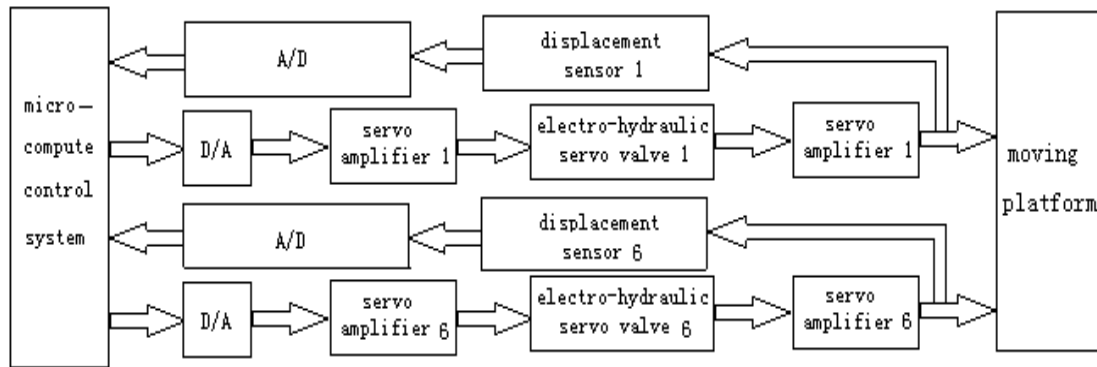 micro—
compute
control
system
A/D
displacement
sensor 1
D/A
servo
amplifier 1
electro-hydraulic
servo valve 1
servo
amplifier 1
A/D
displacement
sensor 6
D/A
servo
amplifier 6
electro-hydraulic
servo valve 6
servo
amplifier 6
moving
platform